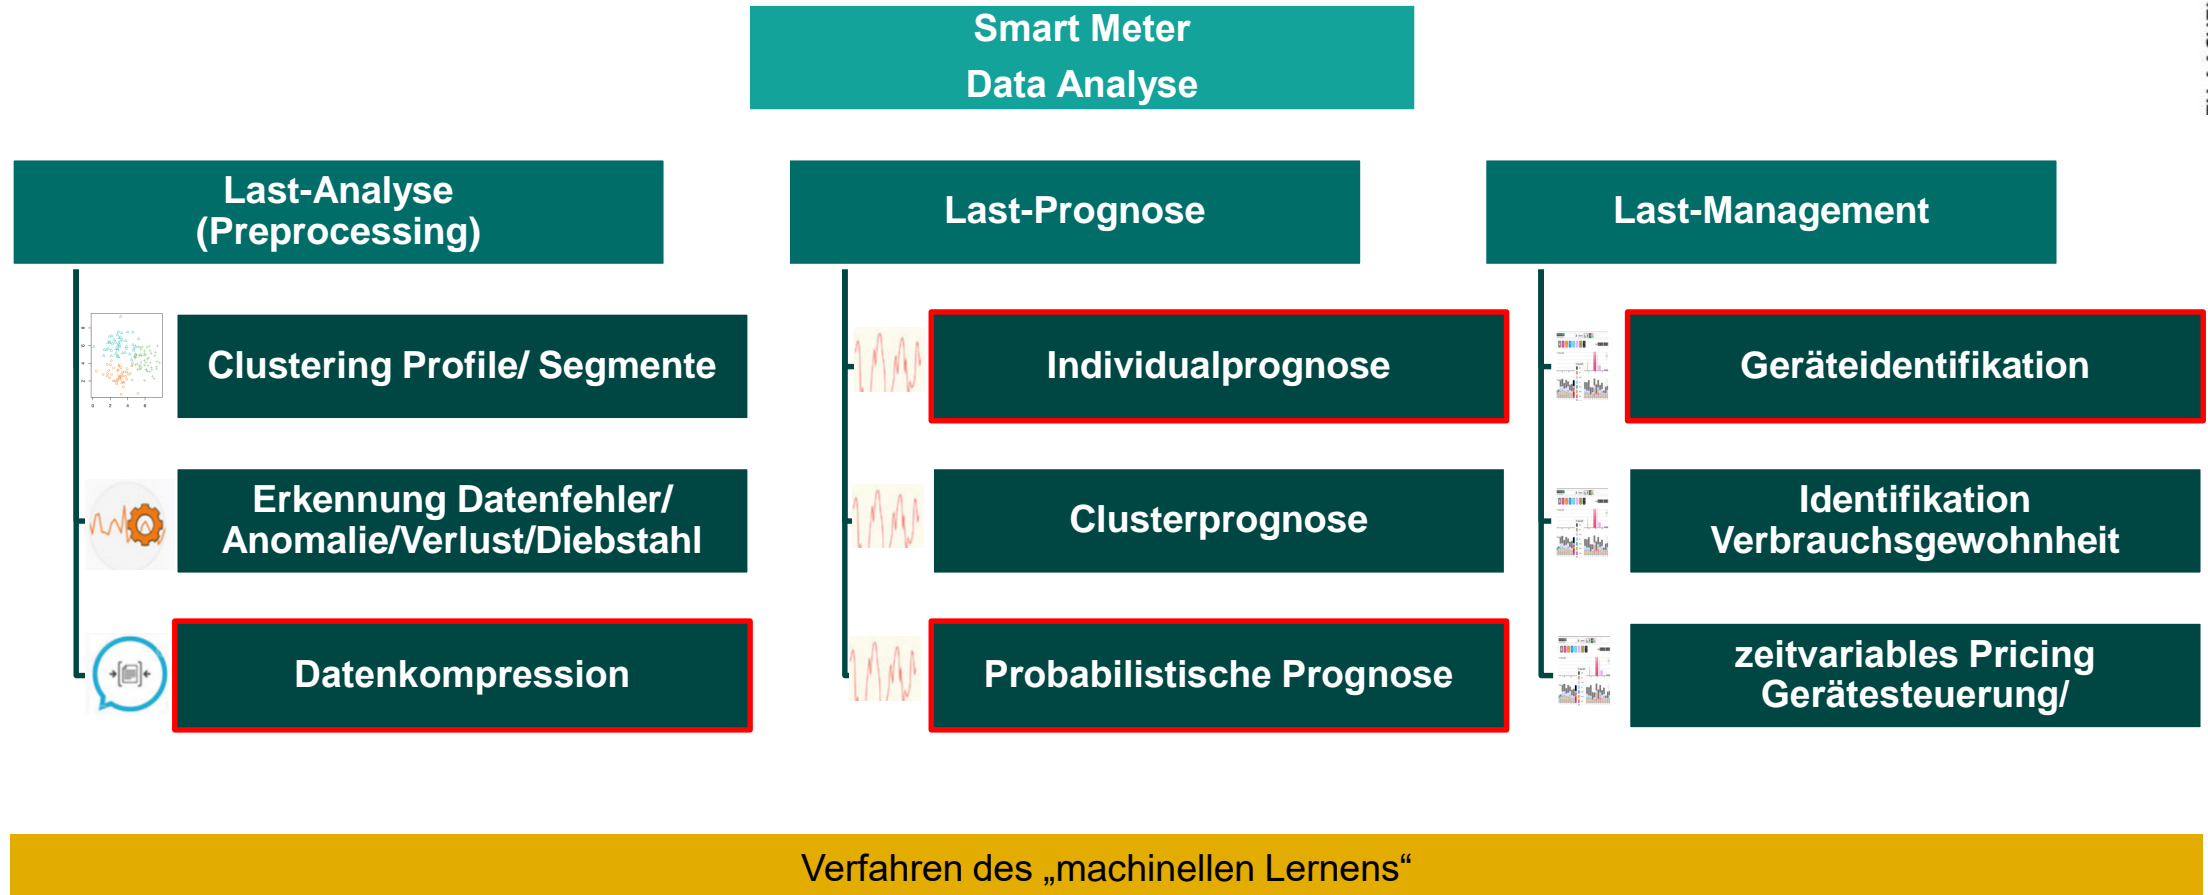 Smart Meter
Data Analyse
Last-Analyse
(Preprocessing)
Clustering Profile/ Segmente
Erkennung Datenfehler/
Anomalie/Verlust/Diebstahl
Datenkompression
Last-Prognose
Individualprognose
Clusterprognose
Probabilistische Prognose
Last-Management
Geräteidentifikation
Identifikation
Verbrauchsgewohnheit
zeitvariables Pricing
Gerätesteuerung/
Verfahren des „machinellen Lernens“